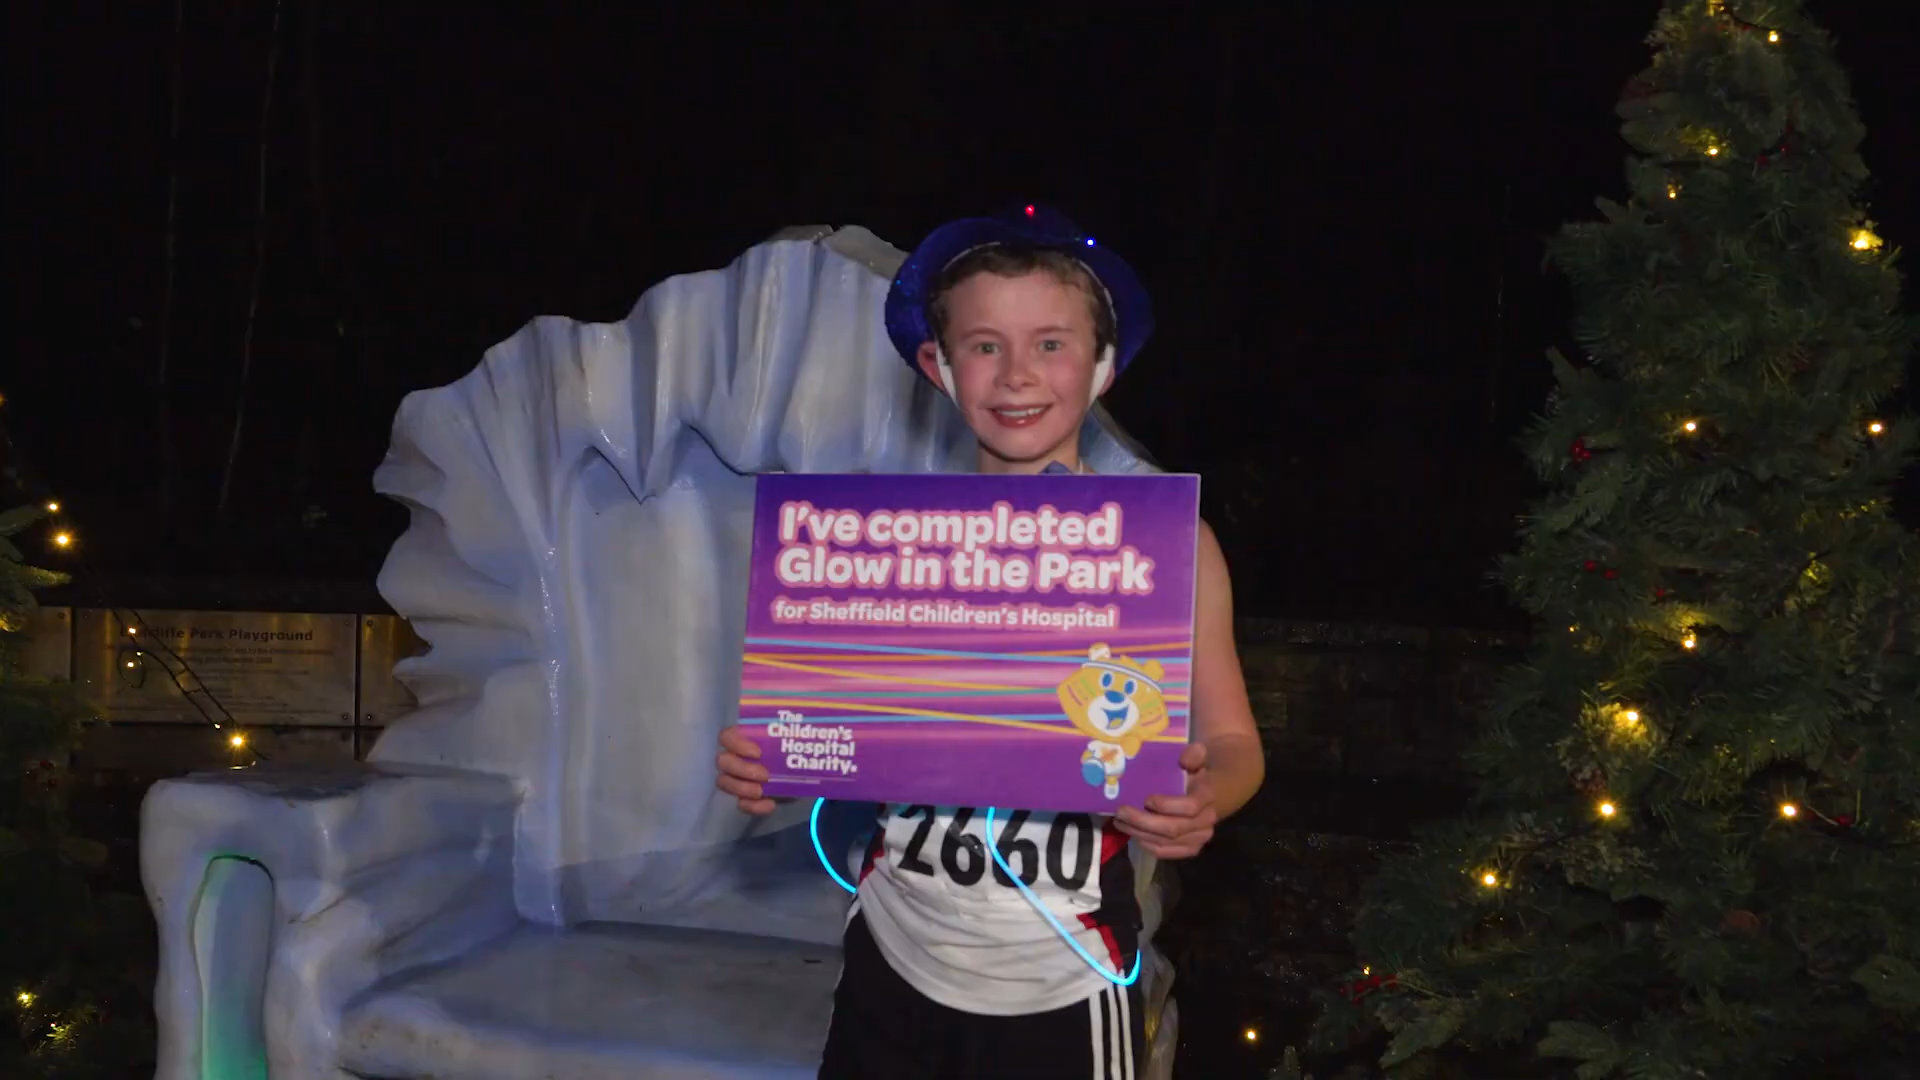 I've completed
Glow in the Park
for Sheffield Children's Hospital
The
Children's
Hospital
Charity
2660
Park Playground